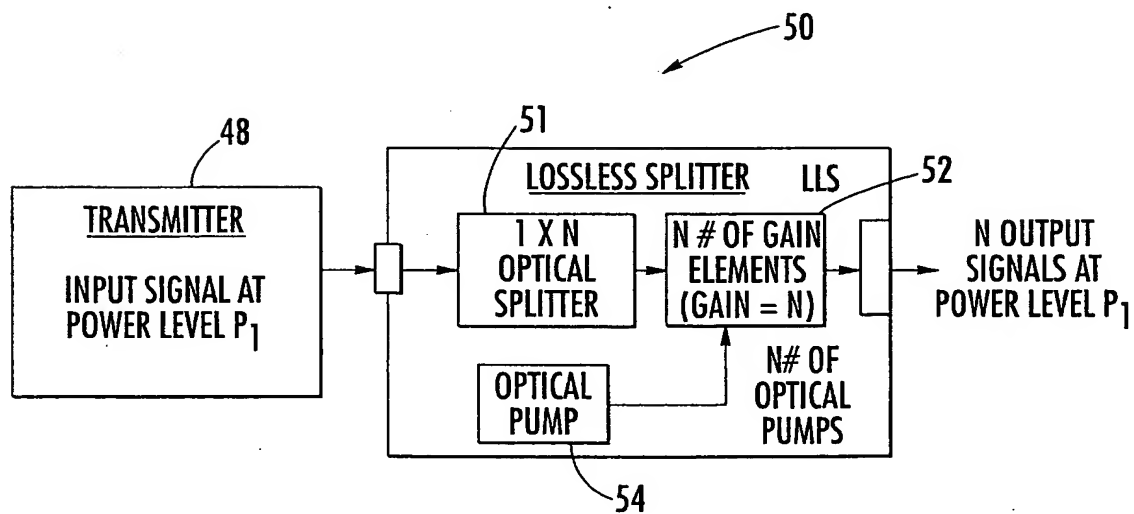 50
48
51
52
LOSSLESS SPLITTER
LLS
TRANSMITTER
INPUT SIGNAL AT
POWER LEVEL P1
1 X N
OPTICAL
SPLITTER
N # OF GAIN
ELEMENTS
(GAIN = N)
N OUTPUT
SIGNALS AT
POWER LEVEL P1
OPTICAL
PUMP
N# OF
OPTICAL
PUMPS
54